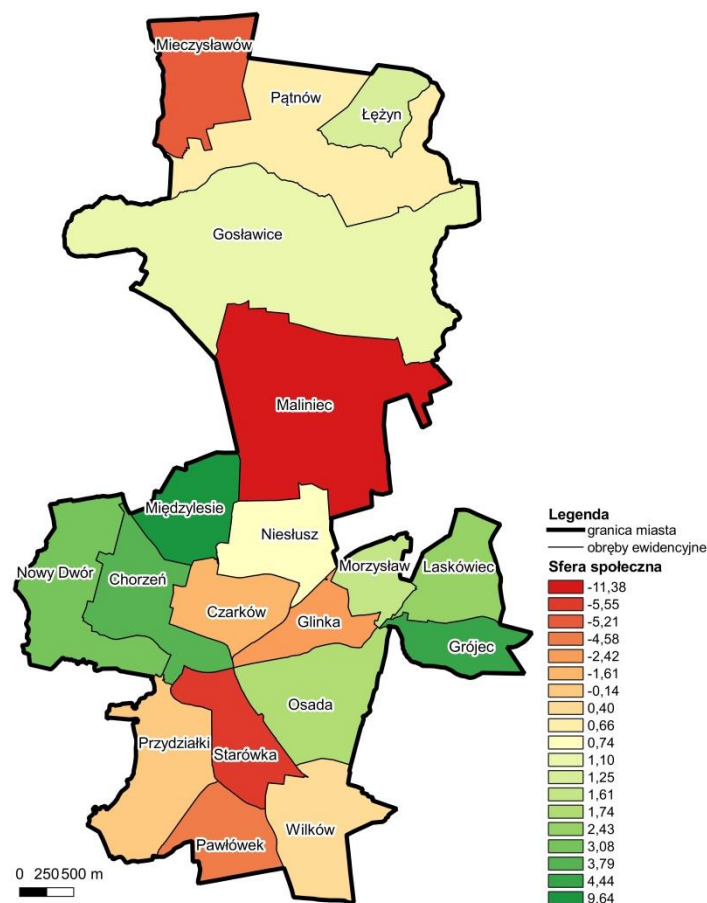 Mieczysławów
Pątnów
Łężyn
Gosławice
Maliniec
Międzylesie
Niesłusz
Nowy Dwór
Chorzeń
Morzysław
Laskówiec
Czarków
Glinka
Grójec
Osada
Przydziałki
Starówka
Wilków
Pawłówek
0 250 500 m
Legenda
granica miasta
obręby ewidencyjne
Sfera społeczna
-11,38
-5,55
-5,21
-4,58
-2,42
-1,61
-0,14
0,40
0,66
0,74
1,10
1,25
1,61
1,74
2,43
3,08
3,79
4,44
9,64